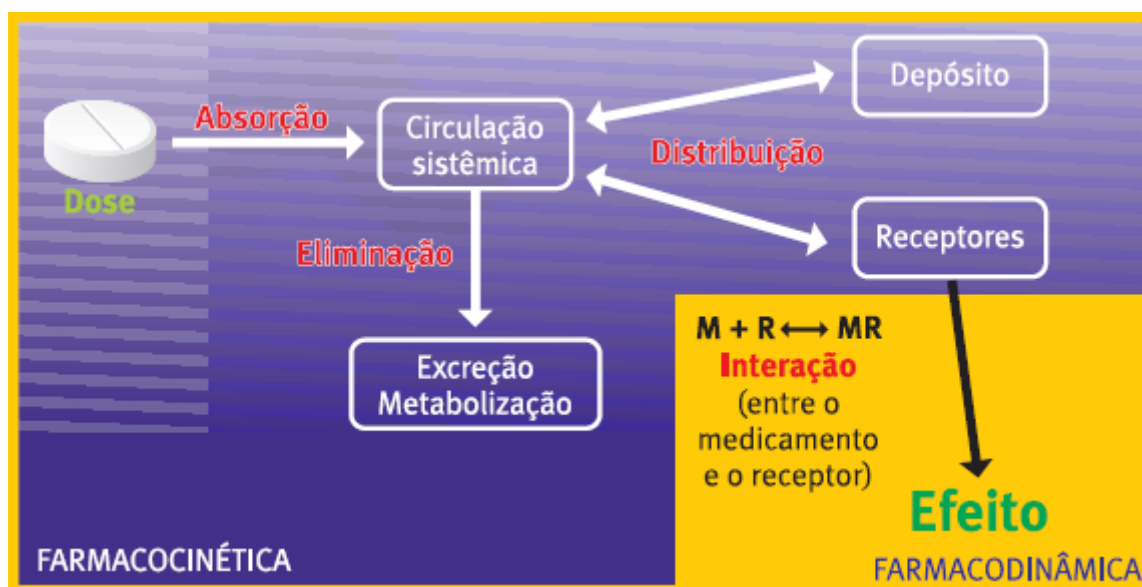 Dose
Absorção
Circulação
sistêmica
Depósito
Distribuição
Receptores
Eliminação
Excreção
Metabolização
M + R ⟷ MR
Interação
(entre o
medicamento
e o receptor)
Efeito
FARMACOCINÉTICA
FARMACODINÂMICA